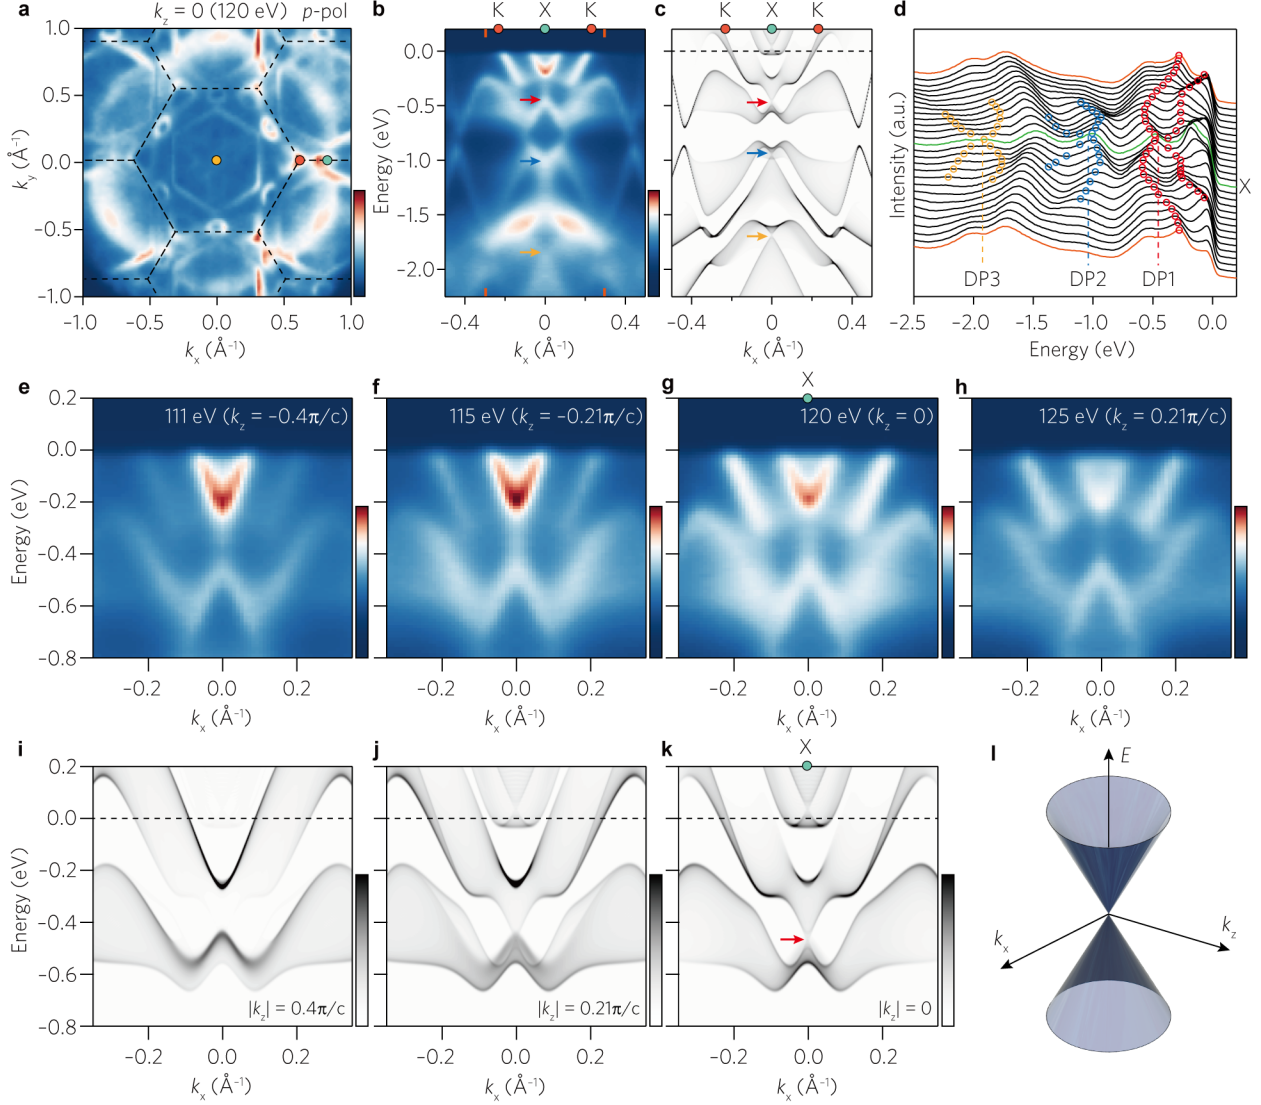 a k_z = 0 (120 eV) p-pol
1.0
0.5
0.0
−0.5
−1.0
k_y (Å⁻¹)
−1.0 −0.5 0.0 0.5 1.0
k_x (Å⁻¹)
b K X K
0.0
−0.5
−1.0
−1.5
−2.0
Energy (eV)
−0.4 0 0.4
k_x (Å⁻¹)
c K X K
−0.4 0 0.4
k_x (Å⁻¹)
d
Intensity (a.u.)
X
DP3 DP2 DP1
−2.5 −2.0 −1.5 −1.0 −0.5 0.0
Energy (eV)
e
111 eV (k_z = −0.4π/c)
0.2
0.0
−0.2
−0.4
−0.6
−0.8
Energy (eV)
−0.2 0.0 0.2
k_x (Å⁻¹)
f
115 eV (k_z = −0.21π/c)
−0.2 0.0 0.2
k_x (Å⁻¹)
g X
120 eV (k_z = 0)
−0.2 0.0 0.2
k_x (Å⁻¹)
h
125 eV (k_z = 0.21π/c)
−0.2 0.0 0.2
k_x (Å⁻¹)
i
0.2
0.0
−0.2
−0.4
−0.6
−0.8
Energy (eV)
|k_z| = 0.4π/c
−0.2 0.0 0.2
k_x (Å⁻¹)
j
|k_z| = 0.21π/c
−0.2 0.0 0.2
k_x (Å⁻¹)
k X
|k_z| = 0
−0.2 0.0 0.2
k_x (Å⁻¹)
l E
k_x
k_z